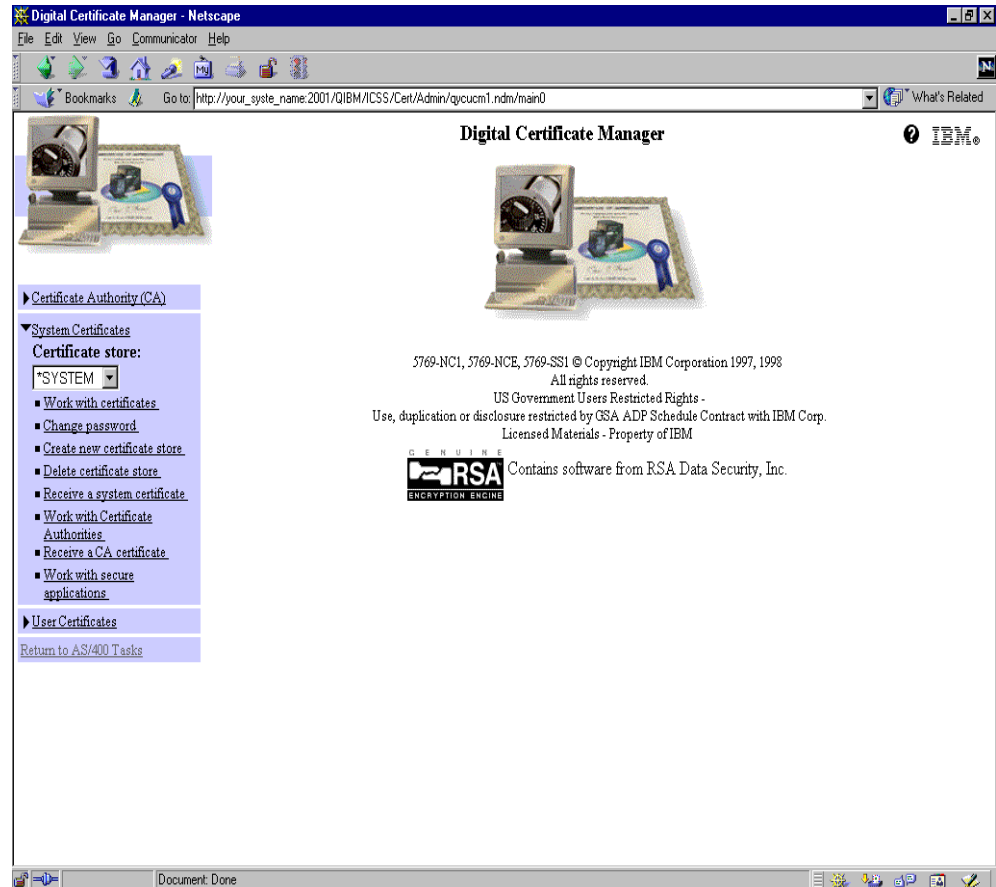 Digital Certificate Manager - Netscape
File Edit View Go Communicator Help
My
N
Bookmarks Go to: http://your_syste_name:2001/QIBM/ICSS/Cert/Admin/qycucm1.ndm/main0 What's Related
Digital Certificate Manager
? IBM®
Certificate Authority (CA)
System Certificates
Certificate store:
*SYSTEM
Work with certificates
Change password
Create new certificate store
Delete certificate store
Receive a system certificate
Work with Certificate
Authorities
Receive a CA certificate
Work with secure
applications
User Certificates
Return to AS/400 Tasks
5769-NC1, 5769-NCE, 5769-SS1 © Copyright IBM Corporation 1997, 1998
All rights reserved.
US Government Users Restricted Rights -
Use, duplication or disclosure restricted by GSA ADP Schedule Contract with IBM Corp.
Licensed Materials - Property of IBM
GENUINE
RSA
ENCRYPTION ENGINE
Contains software from RSA Data Security, Inc.
Document: Done